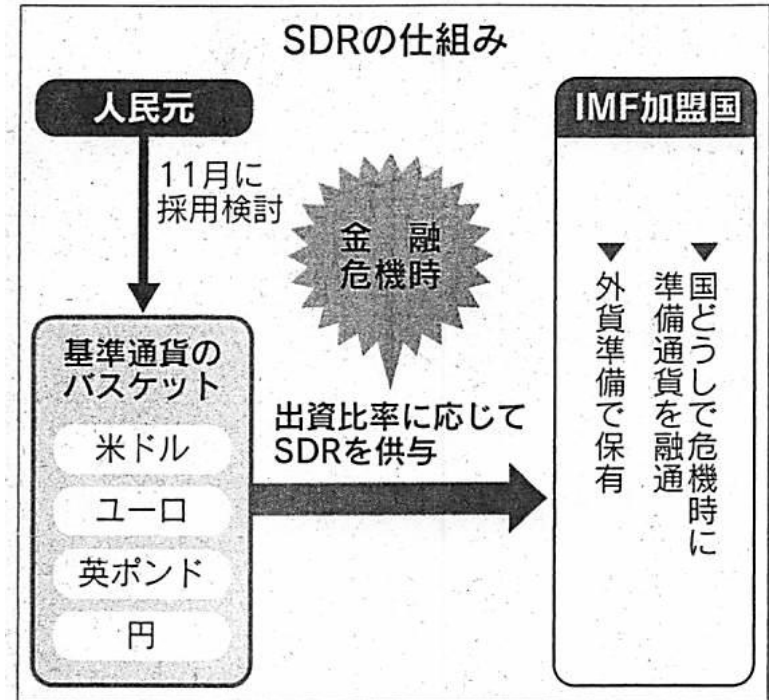 SDRの仕組み
人民元
11月に
採用検討
基準通貨の
バスケット
米ドル
ユーロ
英ポンド
円
金融
危機時
出資比率に応じて
SDRを供与
IMF加盟国
▼国どうしで危機時に
準備通貨を融通
▼外貨準備で保有